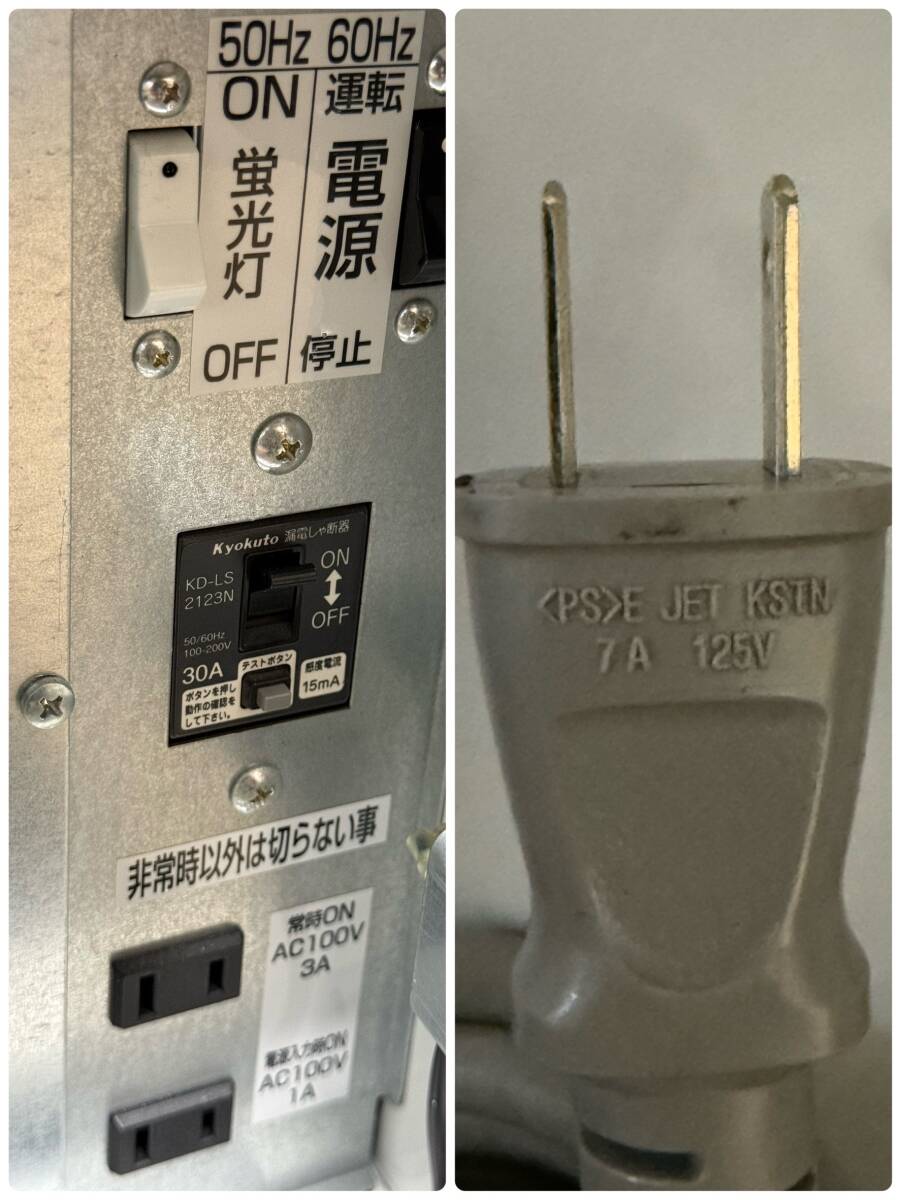 50Hz 60Hz
ON 運転
蛍光灯 電源
OFF 停止
Kyokuto 漏電しゃ断器
KD-LS
2123N
ON
OFF
50/60Hz
100-200V
30A
テストボタン
感度電流
15mA
ボタンを押し
動作の確認を
して下さい。
非常時以外は切らない事
常時ON
AC100V
3A
電源入力時ON
AC100V
1A
<PS>E JET KSTN
7A 125V